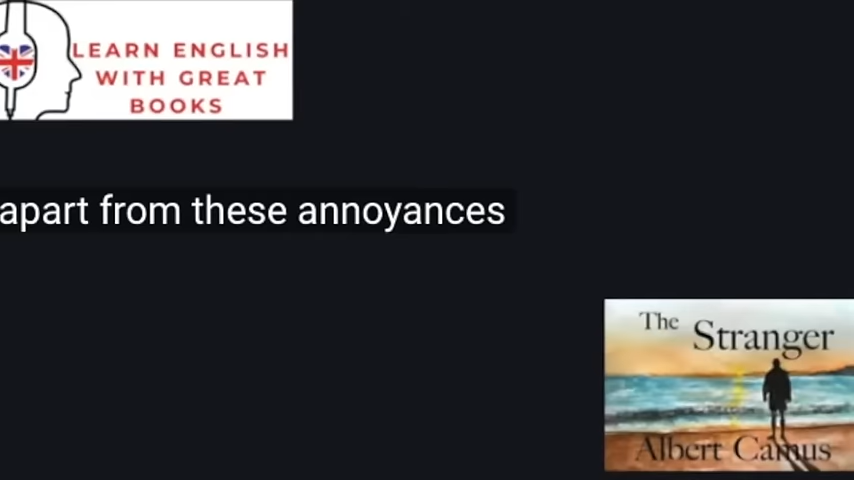 LEARN ENGLISH
WITH GREAT
BOOKS
apart from these annoyances
The Stranger
Albert Camus